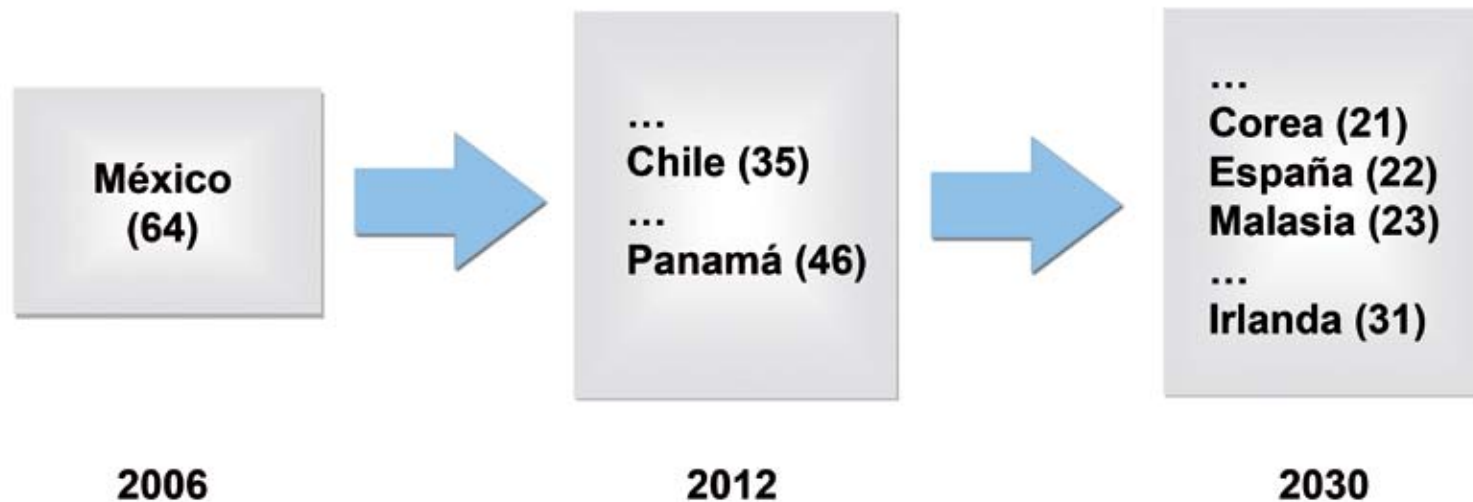 México
(64)
...
Chile (35)
...
Panamá (46)
...
Corea (21)
España (22)
Malasia (23)
...
Irlanda (31)
2006
2012
2030